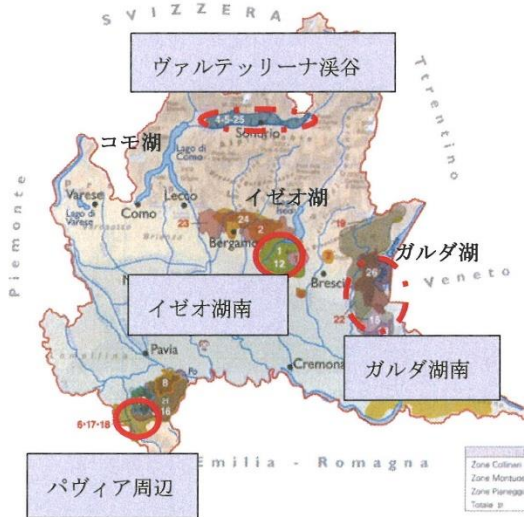 SVIZZERA
ヴァルテッリーナ渓谷
4-5-25
Sondrio
Trentino
コモ湖
Lago di
Como
イゼオ湖
Varese
Lago di
Varese
Como
Lecco
23
24
2
Bergamo
19
ガルダ湖
Piemonte
1
12
3
Bresci
26
Veneto
イゼオ湖南
22
ガルダ湖南
Pavia
Cremona
Po
8
16
6-17-18
Emilia - Romagna
パヴィア周辺
Zone Collinari
Zone Montuose
Zone Pianeggi
Totale